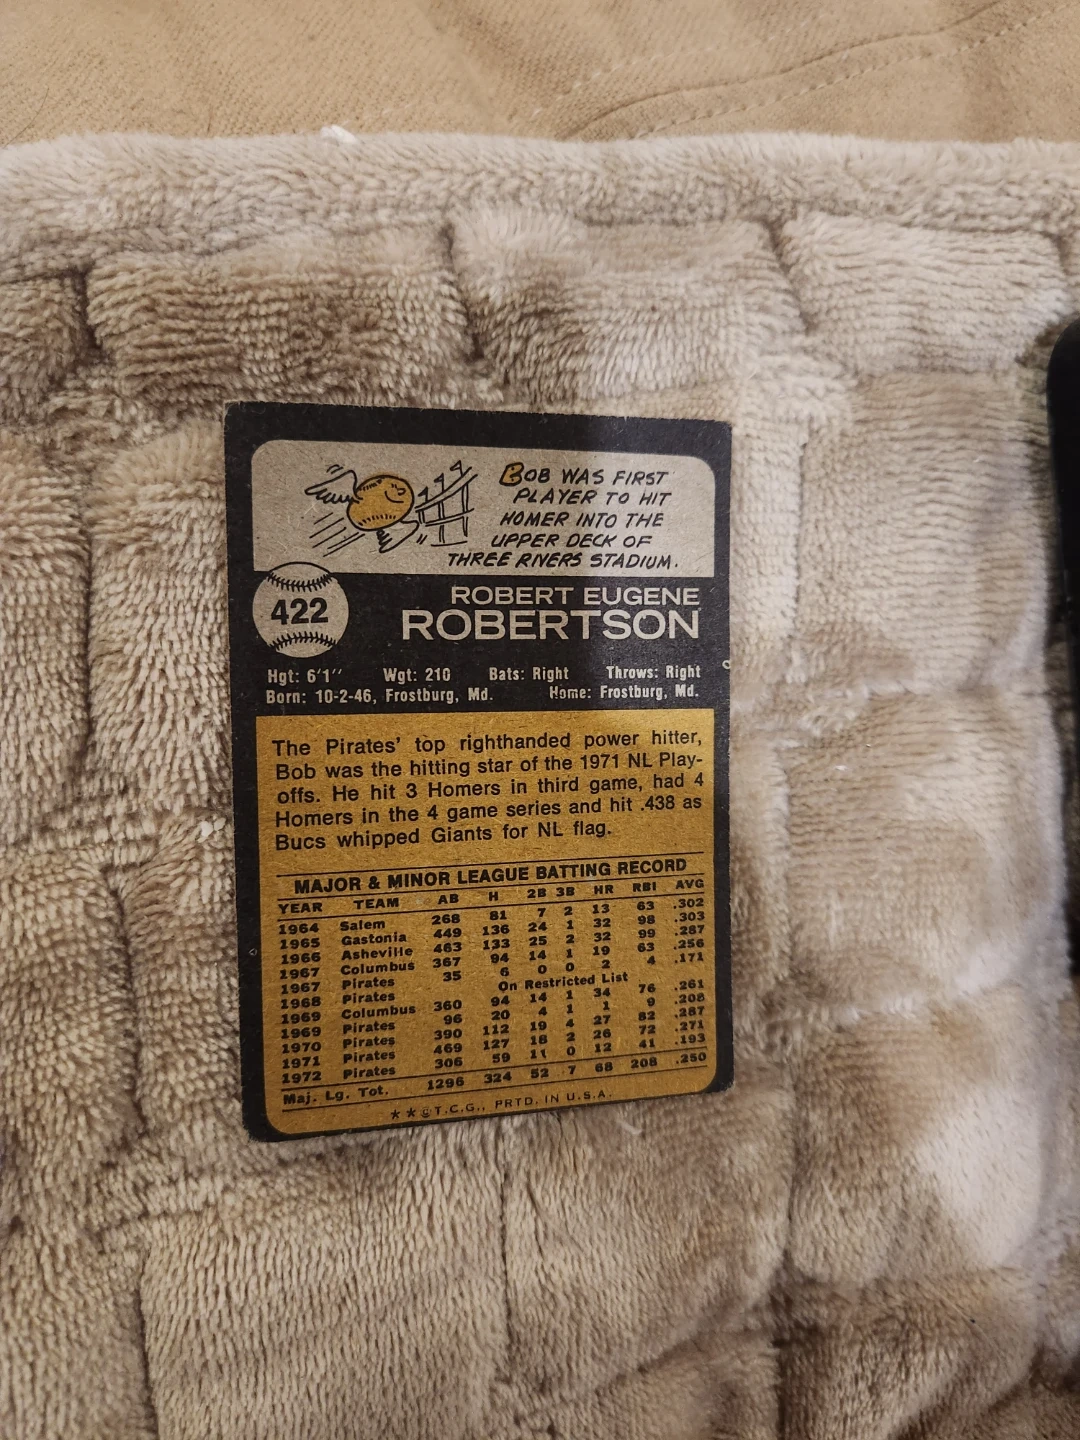 BOB WAS FIRST
PLAYER TO HIT
HOMER INTO THE
UPPER DECK OF
THREE RIVERS STADIUM.
422
ROBERT EUGENE
ROBERTSON
Hgt: 6'1'' Wgt: 210 Bats: Right Throws: Right
Born: 10-2-46, Frostburg, Md. Home: Frostburg, Md.
The Pirates' top righthanded power hitter,
Bob was the hitting star of the 1971 NL Play-
offs. He hit 3 Homers in third game, had 4
Homers in the 4 game series and hit .438 as
Bucs whipped Giants for NL flag.
MAJOR & MINOR LEAGUE BATTING RECORD
YEAR TEAM AB H 2B 3B HR RBI AVG
1964 Salem 268 81 7 2 13 63 .302
1965 Gastonia 449 136 24 1 32 98 .303
1966 Asheville 463 133 25 2 32 99 .287
1967 Columbus 367 94 14 1 19 63 .256
1967 Pirates 35 6 0 0 2 4 .171
1968 Pirates On Restricted List
1969 Columbus 360 94 14 1 34 76 .261
1969 Pirates 96 20 4 1 1 9 .208
1970 Pirates 390 112 19 4 27 82 .287
1971 Pirates 469 127 18 2 26 72 .271
1972 Pirates 306 59 11 0 12 41 .193
Maj. Lg. Tot. 1296 324 52 7 68 208 .250
★★©T.C.G., PRTD. IN U.S.A.